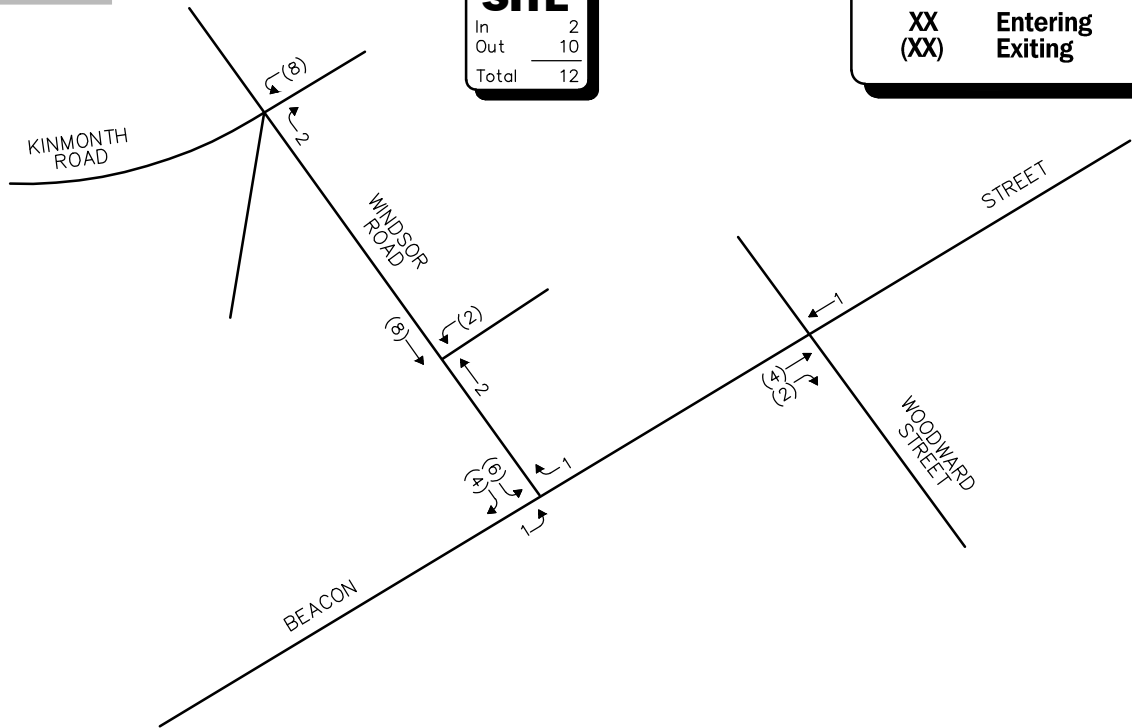 SITE
In 2
Out 10
Total 12
XX Entering
(XX) Exiting
(8)
2
KINMONTH
ROAD
WINDSOR
ROAD
STREET
1
(2)
(8)
2
(4)
(2)
WOODWARD
STREET
1
(6)
(4)
1
BEACON